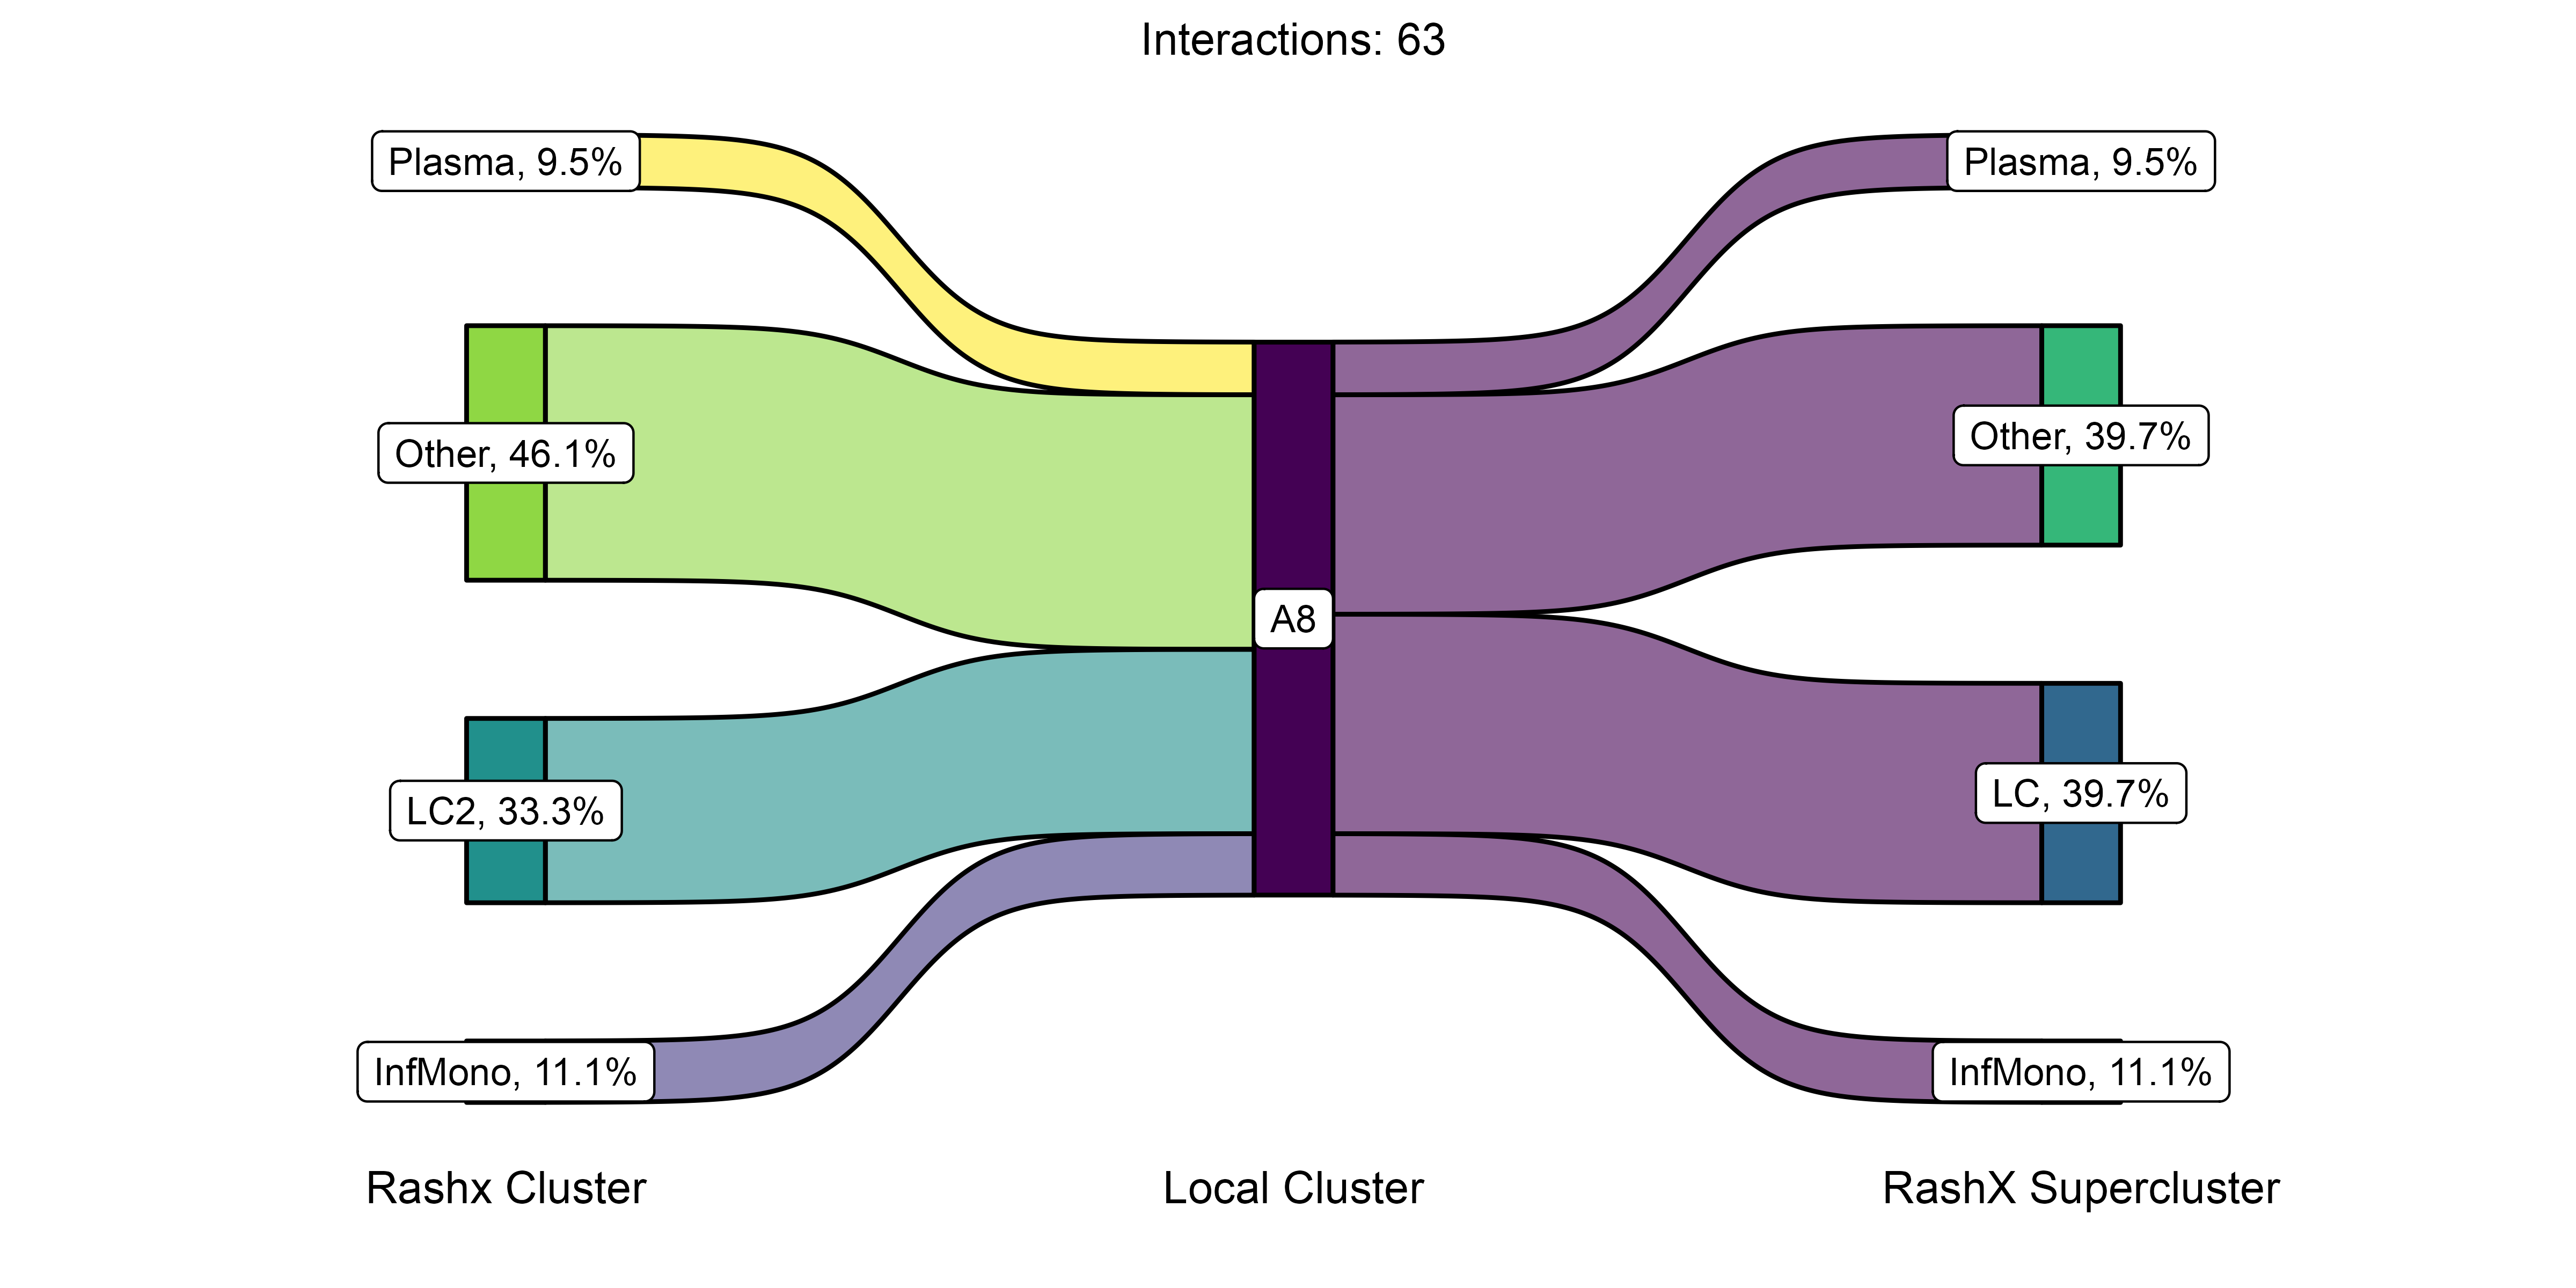 Interactions: 63
Plasma, 9.5%
Plasma, 9.5%
Other, 46.1%
Other, 39.7%
A8
LC2, 33.3%
LC, 39.7%
InfMono, 11.1%
InfMono, 11.1%
Rashx Cluster
Local Cluster
RashX Supercluster